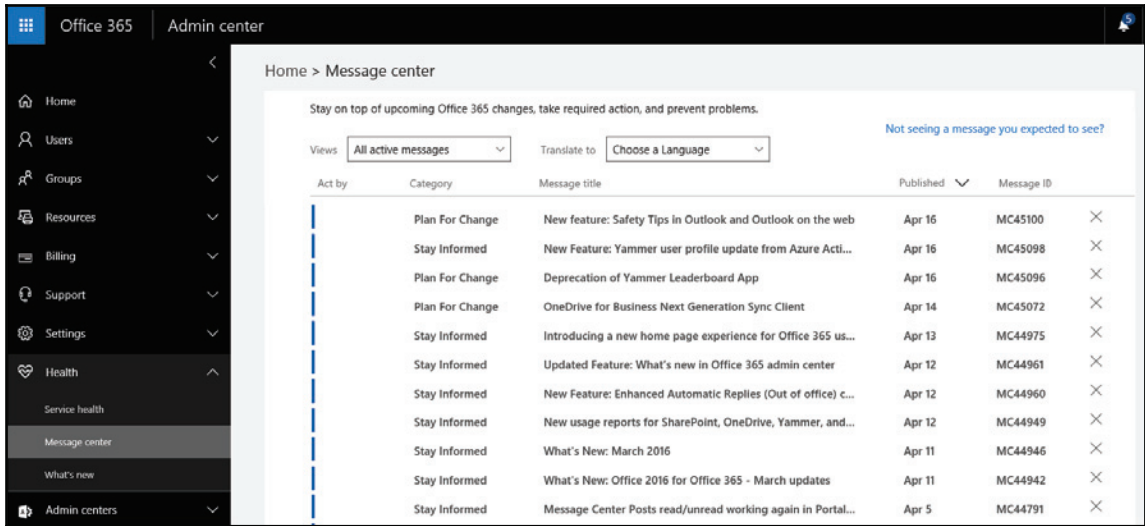 Office 365 Admin center 5
Home > Message center
Home
Users
Groups
Resources
Billing
Support
Settings
Health
Service health
Message center
What's new
Admin centers
Stay on top of upcoming Office 365 changes, take required action, and prevent problems.
Not seeing a message you expected to see?
Views All active messages Translate to Choose a Language
Act by Category Message title Published Message ID
Plan For Change New feature: Safety Tips in Outlook and Outlook on the web Apr 16 MC45100
Stay Informed New Feature: Yammer user profile update from Azure Acti... Apr 16 MC45098
Plan For Change Deprecation of Yammer Leaderboard App Apr 16 MC45096
Plan For Change OneDrive for Business Next Generation Sync Client Apr 14 MC45072
Stay Informed Introducing a new home page experience for Office 365 us... Apr 13 MC44975
Stay Informed Updated Feature: What's new in Office 365 admin center Apr 12 MC44961
Stay Informed New Feature: Enhanced Automatic Replies (Out of office) c... Apr 12 MC44960
Stay Informed New usage reports for SharePoint, OneDrive, Yammer, and... Apr 12 MC44949
Stay Informed What's New: March 2016 Apr 11 MC44946
Stay Informed What's New: Office 2016 for Office 365 - March updates Apr 11 MC44942
Stay Informed Message Center Posts read/unread working again in Portal... Apr 5 MC44791